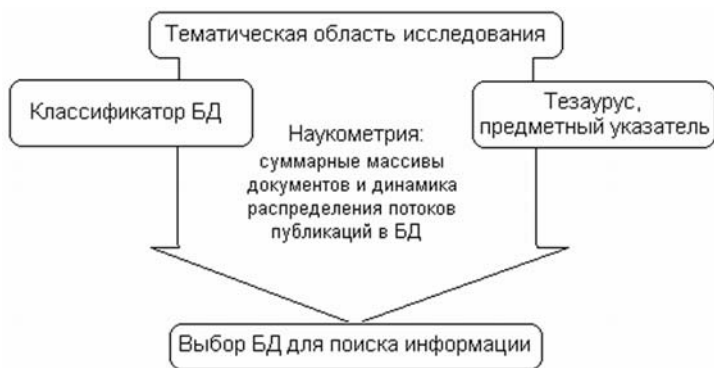 Тематическая область исследования
Классификатор БД
Тезаурус,
предметный указатель
Наукометрия:
суммарные массивы
документов и динамика
распределения потоков
публикаций в БД
Выбор БД для поиска информации